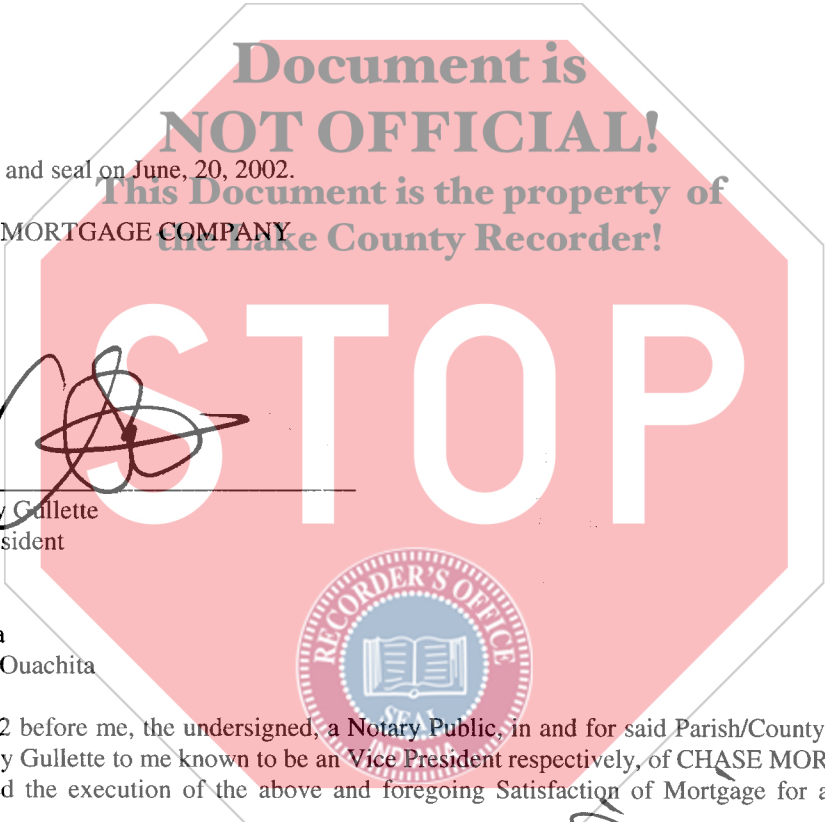 Document is
NOT OFFICIAL!
and seal on June, 20, 2002.
This Document is the property of
MORTGAGE COMPANY
the Lake County Recorder!
STOP
y Gullette
sident
a
Ouachita
RECORDER'S OFFICE
SEAL
INDIANA
2 before me, the undersigned, a Notary Public, in and for said Parish/County
y Gullette to me known to be an Vice President respectively, of CHASE MOR
d the execution of the above and foregoing Satisfaction of Mortgage for a